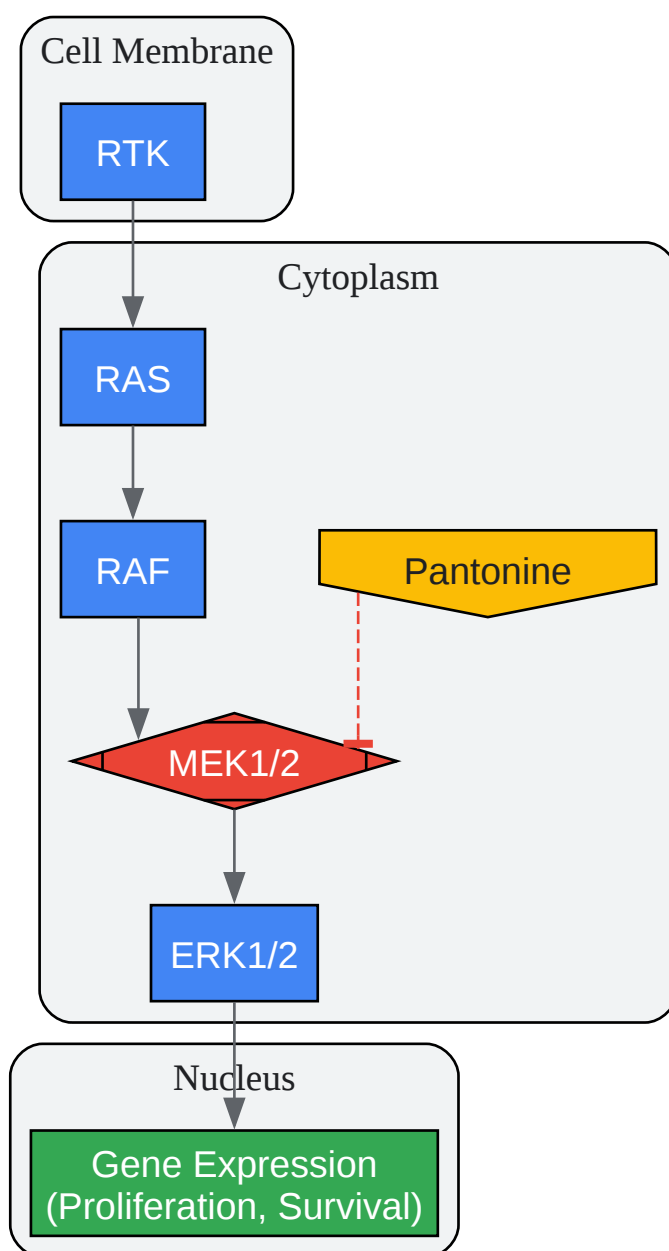 Cell Membrane
RTK
Cytoplasm
RAS
RAF
Pantonine
MEK1/2
ERK1/2
Nucleus
Gene Expression
(Proliferation, Survival)